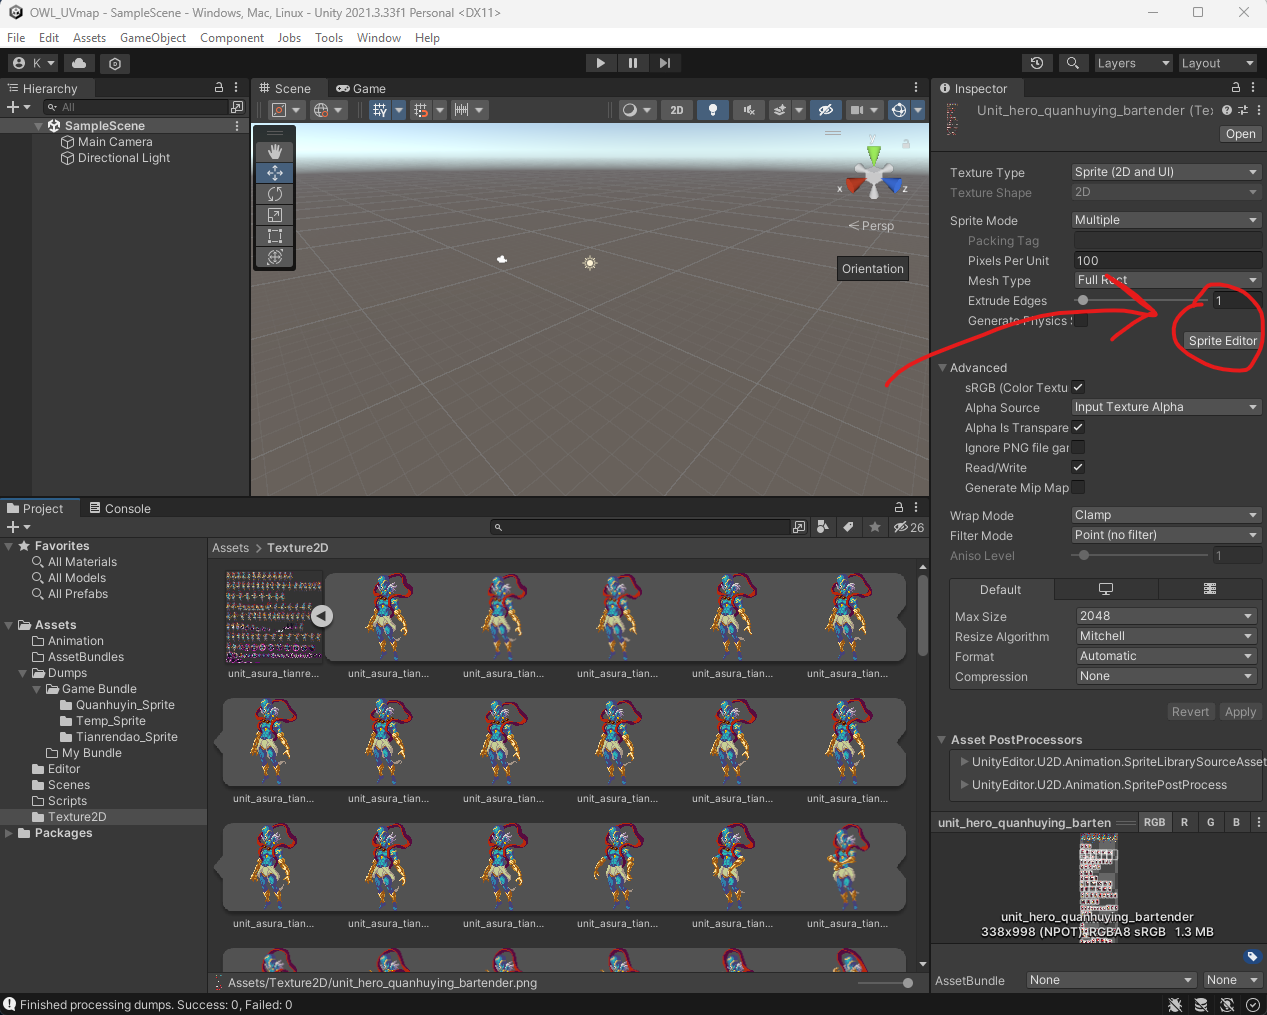 OWL_UVmap - SampleScene - Windows, Mac, Linux - Unity 2021.3.33f1 Personal <DX11>
File Edit Assets GameObject Component Jobs Tools Window Help
K Layers Layout
Hierarchy
All
SampleScene
Main Camera
Directional Light
Scene Game
2D
y
x
z
Persp
Orientation
Inspector
Unit_hero_quanhuying_bartender (Te
Open
Texture Type Sprite (2D and UI)
Texture Shape 2D
Sprite Mode Multiple
Packing Tag
Pixels Per Unit 100
Mesh Type Full Rect
Extrude Edges 1
Generate Physics
Sprite Editor
Advanced
sRGB (Color Textu
Alpha Source Input Texture Alpha
Alpha Is Transpare
Ignore PNG file gar
Read/Write
Generate Mip Map
Wrap Mode Clamp
Filter Mode Point (no filter)
Aniso Level 1
Default
Max Size 2048
Resize Algorithm Mitchell
Format Automatic
Compression None
Revert Apply
Asset PostProcessors
UnityEditor.U2D.Animation.SpriteLibrarySourceAsset
UnityEditor.U2D.Animation.SpritePostProcess
unit_hero_quanhuying_barten RGB R G B
unit_hero_quanhuying_bartender
338x998 (NPOT) RGBA8 sRGB 1.3 MB
AssetBundle None None
Project Console
26
Favorites
All Materials
All Models
All Prefabs
Assets
Animation
AssetBundles
Dumps
Game Bundle
Quanhuyin_Sprite
Temp_Sprite
Tianrendao_Sprite
My Bundle
Editor
Scenes
Scripts
Texture2D
Packages
Assets > Texture2D
unit_asura_tianre... unit_asura_tian... unit_asura_tian... unit_asura_tian... unit_asura_tian... unit_asura_tian...
unit_asura_tian... unit_asura_tian... unit_asura_tian... unit_asura_tian... unit_asura_tian... unit_asura_tian...
unit_asura_tian... unit_asura_tian... unit_asura_tian... unit_asura_tian... unit_asura_tian... unit_asura_tian...
Assets/Texture2D/unit_hero_quanhuying_bartender.png
Finished processing dumps. Success: 0, Failed: 0